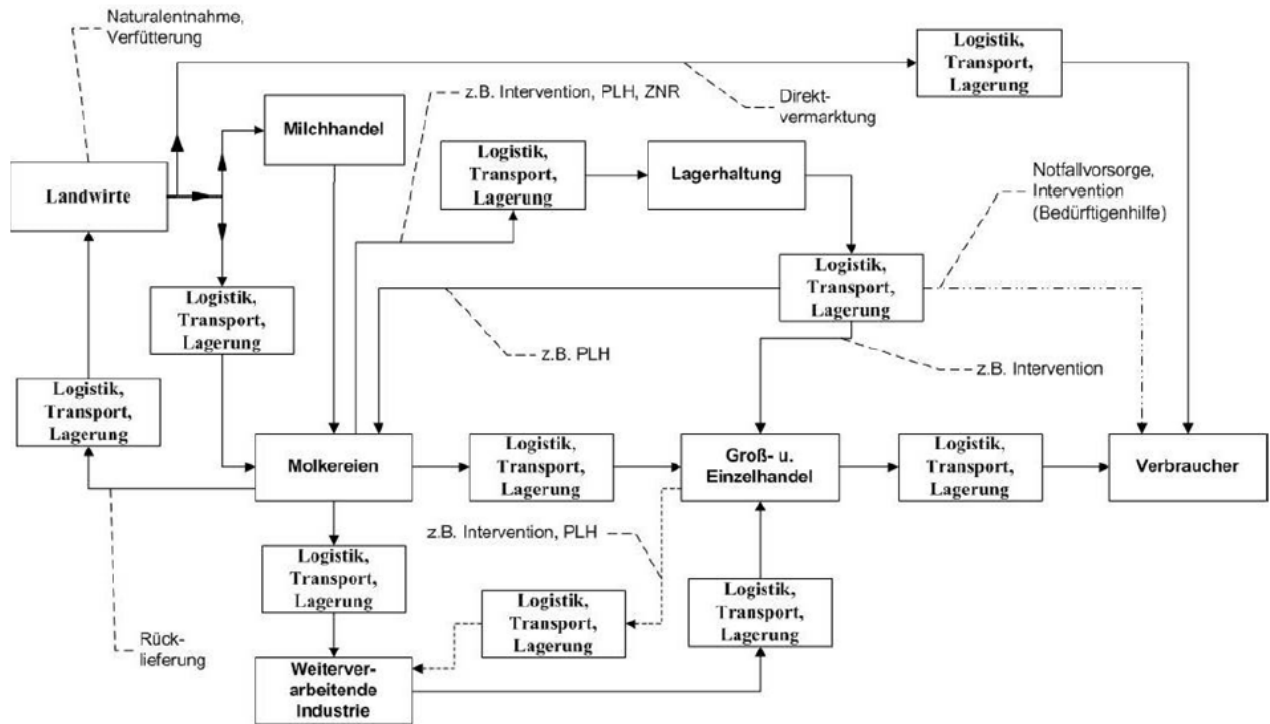 Naturalentnahme,
Verfütterung
Logistik,
Transport,
Lagerung
z.B. Intervention, PLH, ZNR
Direkt-
vermarktung
Milchhandel
Logistik,
Transport,
Lagerung
Lagerhaltung
Notfallvorsorge,
Intervention
(Bedürftigenhilfe)
Landwirte
Logistik,
Transport,
Lagerung
Logistik,
Transport,
Lagerung
z.B. PLH
z.B. Intervention
Logistik,
Transport,
Lagerung
Molkereien
Logistik,
Transport,
Lagerung
Groß- u.
Einzelhandel
Logistik,
Transport,
Lagerung
Verbraucher
z.B. Intervention, PLH
Logistik,
Transport,
Lagerung
Logistik,
Transport,
Lagerung
Logistik,
Transport,
Lagerung
Rück-
lieferung
Weiterver-
arbeitende
Industrie